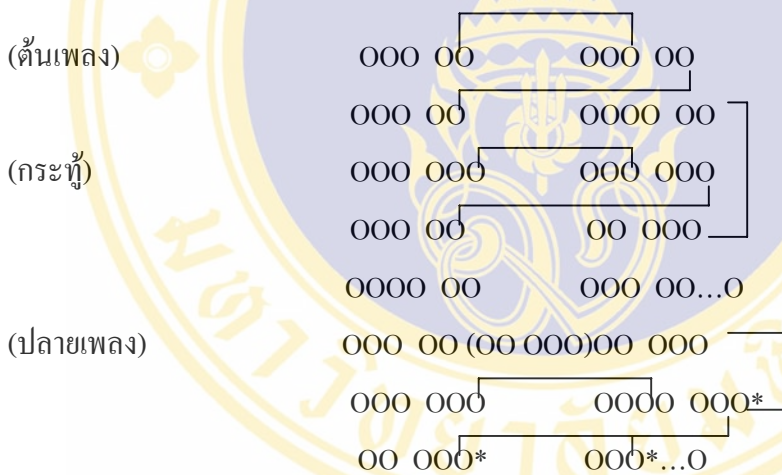 (ต้นเพลง) OOO OO OOO OO
OOO OO OOOO OO
(กระทู้) OOO OOO OOO OOO
OOO OO OO OOO
OOOO OO OOO OO...O
(ปลายเพลง) OOO OO (OO OOO)OO OOO
OOO OOO OOOO OOO*
OO OOO* OOO*...O